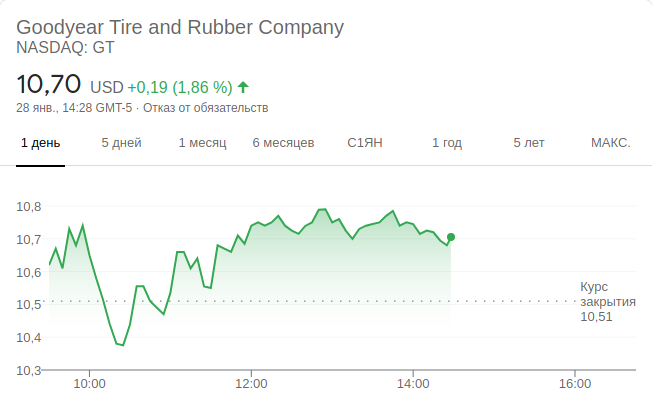 Goodyear Tire and Rubber Company
NASDAQ: GT
10,70 USD +0,19 (1,86 %)
28 янв., 14:28 GMT-5 · Отказ от обязательств
1 день 5 дней 1 месяц 6 месяцев С1ЯН 1 год 5 лет МАКС.
10,8
10,7
10,6
10,5
10,4
10,3
Курс
закрытия
10,51
10:00 12:00 14:00 16:00